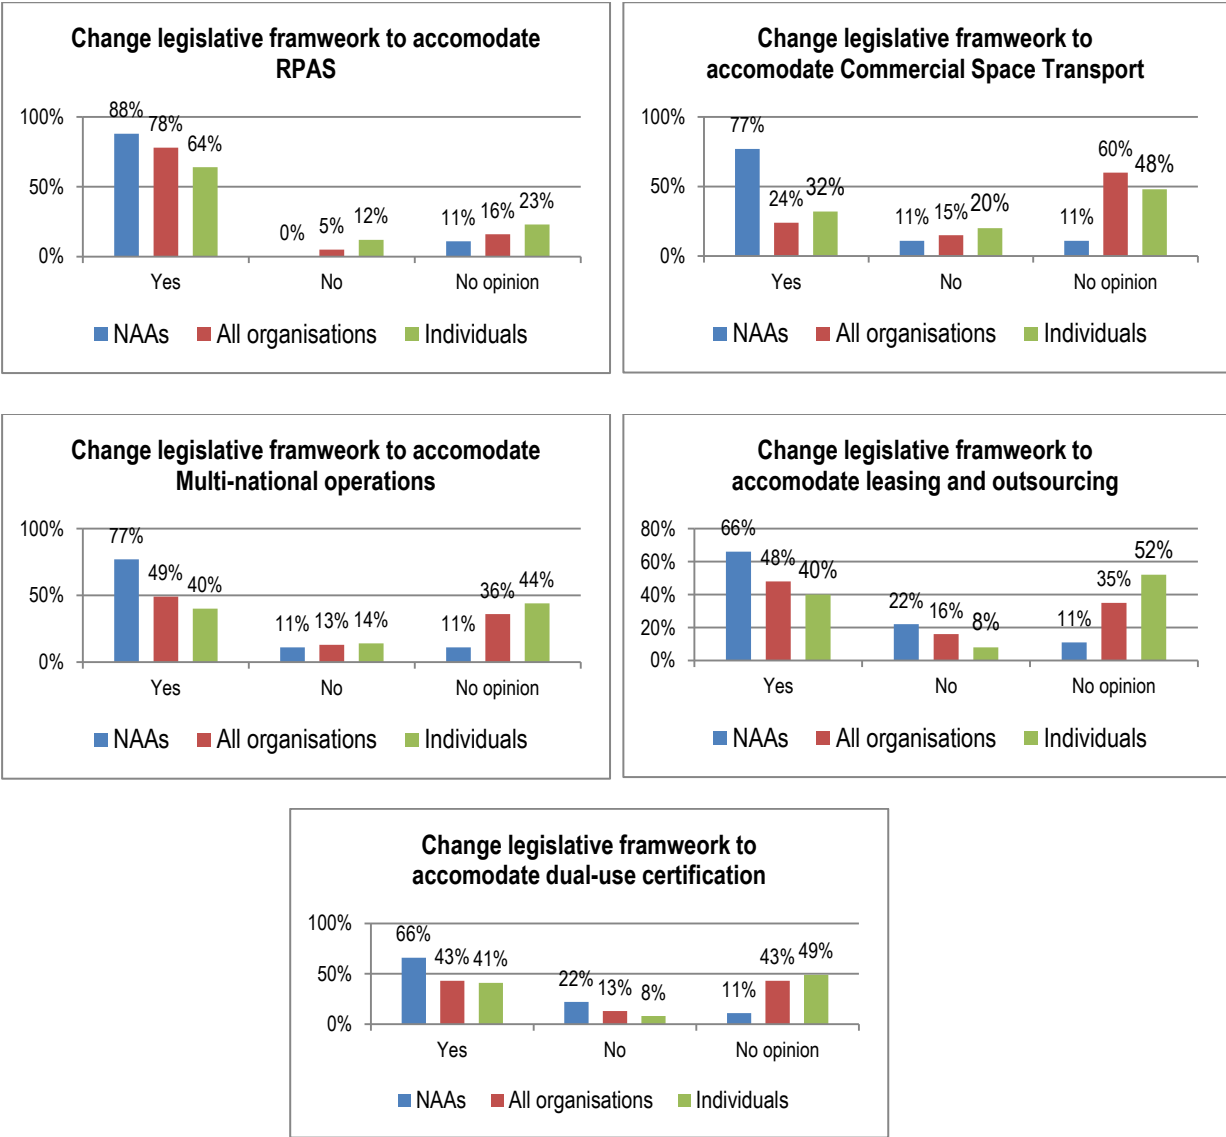 Change legislative framweork to accomodate
RPAS
100%
50%
0%
88%
78%
64%
0%
5%
12%
11%
16%
23%
Yes
No
No opinion
NAAs
All organisations
Individuals
Change legislative framweork to
accomodate Commercial Space Transport
100%
50%
0%
77%
24%
32%
11%
15%
20%
11%
60%
48%
Yes
No
No opinion
NAAs
All organisations
Individuals
Change legislative framweork to accomodate
Multi-national operations
100%
50%
0%
77%
49%
40%
11%
13%
14%
11%
36%
44%
Yes
No
No opinion
NAAs
All organisations
Individuals
Change legislative framweork to
accomodate leasing and outsourcing
80%
60%
40%
20%
0%
66%
48%
40%
22%
16%
8%
11%
35%
52%
Yes
No
No opinion
NAAs
All organisations
Individuals
Change legislative framweork to
accomodate dual-use certification
100%
50%
0%
66%
43%
41%
22%
13%
8%
11%
43%
49%
Yes
No
No opinion
NAAs
All organisations
Individuals